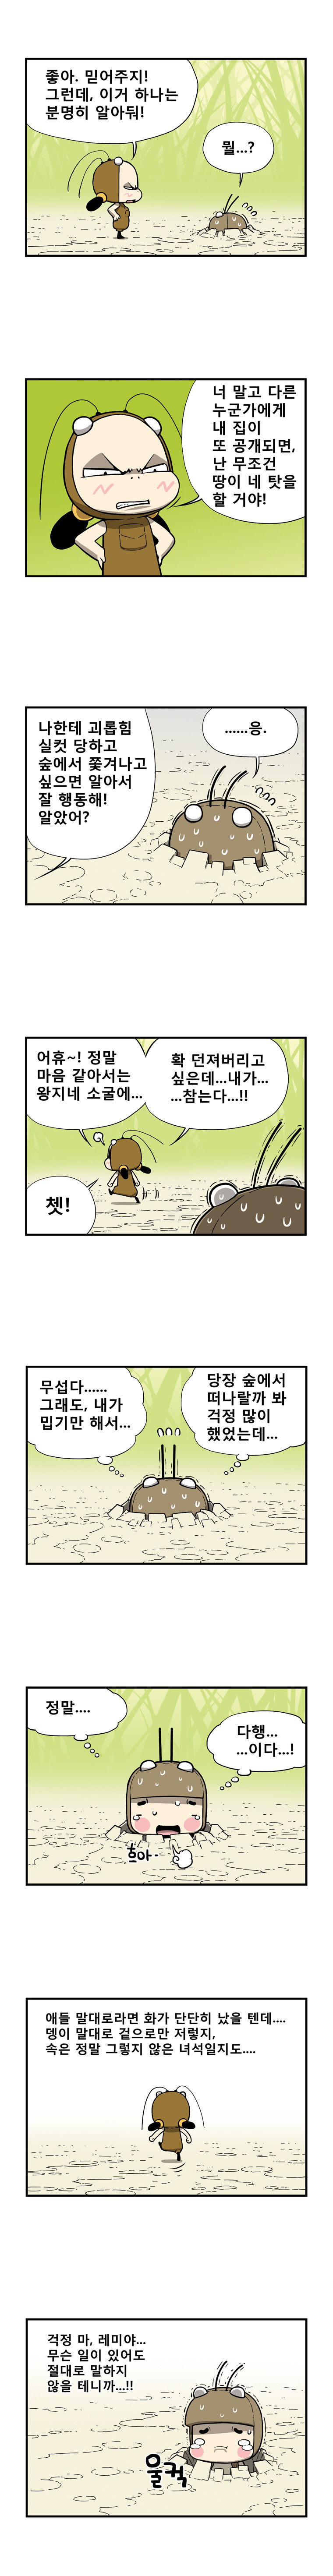 좋아. 믿어주지!
그런데, 이거 하나는
분명히 알아둬!
뭘...?
너 말고 다른
누군가에게
내 집이
또 공개되면,
난 무조건
땅이 네 탓을
할 거야!
나한테 괴롭힘
실컷 당하고
숲에서 쫓겨나고
싶으면 알아서
잘 행동해!
알았어?
......응.
어휴~! 정말
마음 같아서는
왕지네 소굴에...
확 던져버리고
싶은데...내가...
...참는다...!!
쳇!
무섭다......
그래도, 내가
밉기만 해서...
당장 숲에서
떠나랄까 봐
걱정 많이
했었는데...
정말....
다행...
...이다...!
흐아-
얘들 말대로라면 화가 단단히 났을 텐데....
뎅이 말대로 겉으로만 저렇지,
속은 정말 그렇지 않은 녀석일지도....
걱정 마, 레미야...
무슨 일이 있어도
절대로 말하지
않을 테니까...!!
울컥